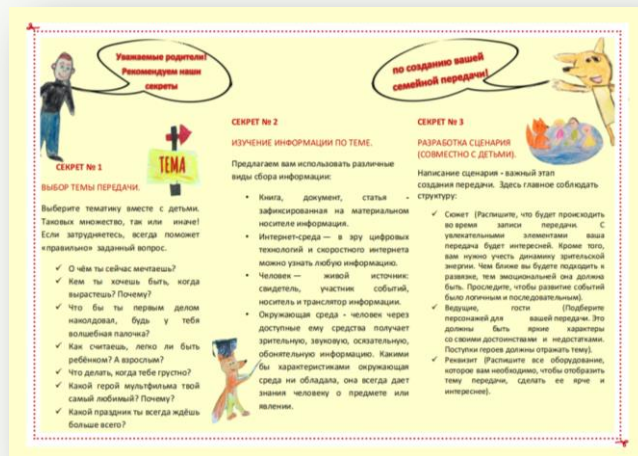 Уважаемые родители!
Рекомендуем наши
секреты
по созданию вашей
семейной передачи!
ТЕМА
СЕКРЕТ № 1
ВЫБОР ТЕМЫ ПЕРЕДАЧИ.
Выберите тематику вместе с детьми.
Таковых множество, так или иначе!
Если затрудняетесь, всегда поможет
«правильно» заданный вопрос.
✓ О чём ты сейчас мечтаешь?
✓ Кем ты хочешь быть, когда
вырастешь? Почему?
✓ Что бы ты первым делом
наколдовал, будь у тебя
волшебная палочка?
✓ Как считаешь, легко ли быть
ребёнком? А взрослым?
✓ Что делать, когда тебе грустно?
✓ Какой герой мультфильма твой
самый любимый? Почему?
✓ Какой праздник ты всегда ждёшь
больше всего?
СЕКРЕТ № 2
ИЗУЧЕНИЕ ИНФОРМАЦИИ ПО ТЕМЕ.
Предлагаем вам использовать различные
виды сбора информации:
• Книга, документ, статья -
зафиксированная на материальном
носителе информация.
• Интернет-среда — в эру цифровых
технологий и скоростного интернета
можно узнать любую информацию.
• Человек — живой источник:
свидетель, участник событий,
носитель и транслятор информации.
• Окружающая среда - человек через
доступные ему средства получает
зрительную, звуковую, осязательную,
обонятельную информацию. Какими
бы характеристиками окружающая
среда ни обладала, она всегда дает
знания человеку о предмете или
явлении.
СЕКРЕТ № 3
РАЗРАБОТКА СЦЕНАРИЯ
(СОВМЕСТНО С ДЕТЬМИ).
Написание сценария - важный этап
создания передачи. Здесь главное соблюдать
структуру:
✓ Сюжет (Распишите, что будет происходить
во время записи передачи. С
увлекательными элементами ваша
передача будет интересней. Кроме того,
вам нужно учесть динамику зрительской
энергии. Чем ближе вы будете подходить к
развязке, тем эмоциональней она должно
быть. Проследите, чтобы развитие событий
было логичным и последовательным).
✓ Ведущие, гости (Подберите
персонажей для вашей передачи. Это
должны быть яркие характеры
со своими достоинствами и недостатками.
Поступки героев должны отражать тему).
✓ Реквизит (Распишите все оборудование,
которое вам необходимо, чтобы отобразить
тему передачи, сделать ее ярче и
интереснее).